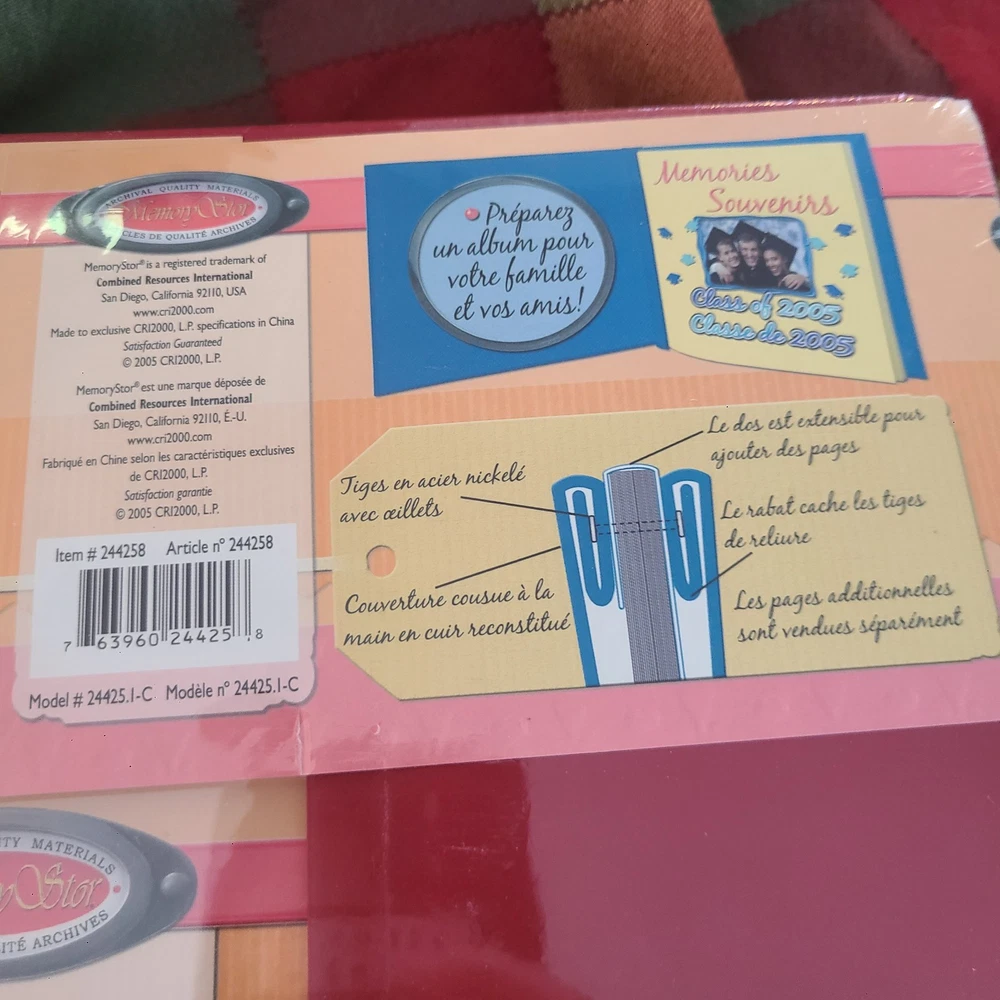 ARCHIVAL QUALITY MATERIALS
MemoryStor
CLES DE QUALITÉ ARCHIVES
MemoryStor® is a registered trademark of
Combined Resources International
San Diego, California 92110, USA
www.cri2000.com
Made to exclusive CRI2000, L.P. specifications in China
Satisfaction Guaranteed
© 2005 CRI2000, L.P.
MemoryStor® est une marque déposée de
Combined Resources International
San Diego, California 92110, É.-U.
www.cri2000.com
Fabriqué en Chine selon les caractéristiques exclusives
de CRI2000, L.P.
Satisfaction garantie
© 2005 CRI2000, L.P.
Item # 244258 Article n° 244258
7 63960 24425 8
Model # 24425.1-C Modèle n° 24425.1-C
Préparez
un album pour
votre famille
et vos amis!
Memories
Souvenirs
Class of 2005
Classe de 2005
Le dos est extensible pour
ajouter des pages
Tiges en acier nickelé
avec œillets
Le rabat cache les tiges
de reliure
Couverture cousue à la
main en cuir reconstitué
Les pages additionnelles
sont vendues séparément
ITY MATERIALS
y Stor
ITÉ ARCHIVES